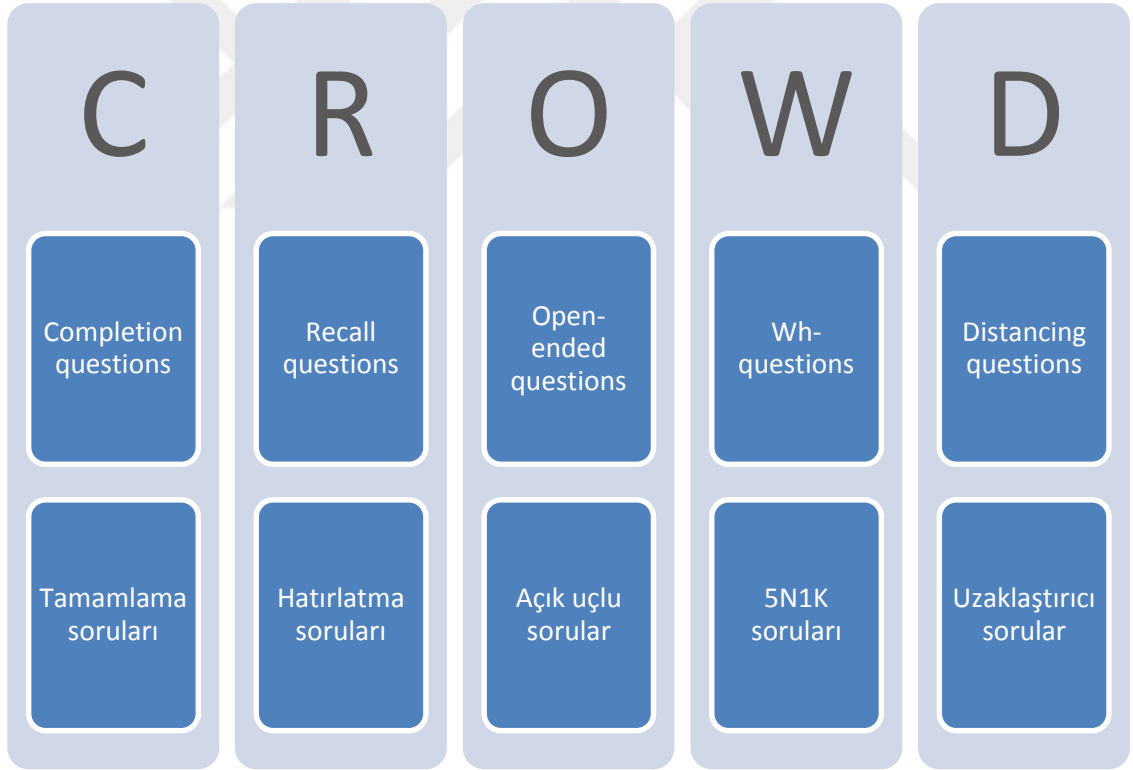 C
Completion
questions
Tamamlama
soruları
R
Recall
questions
Hatırlatma
soruları
O
Open-
ended
questions
Açık uçlu
sorular
W
Wh-
questions
5N1K
soruları
D
Distancing
questions
Uzaklaştırıcı
sorular